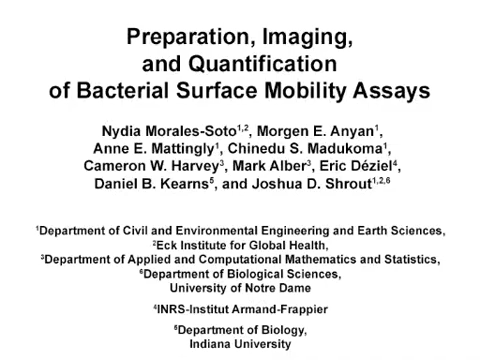 Preparation, Imaging,
and Quantification
of Bacterial Surface Mobility Assays
Nydia Morales-Soto¹,², Morgen E. Anyan¹,
Anne E. Mattingly¹, Chinedu S. Madukoma¹,
Cameron W. Harvey³, Mark Alber³, Eric Déziel⁴,
Daniel B. Kearns⁵, and Joshua D. Shrout¹,²,⁶
¹Department of Civil and Environmental Engineering and Earth Sciences,
²Eck Institute for Global Health,
³Department of Applied and Computational Mathematics and Statistics,
⁶Department of Biological Sciences,
University of Notre Dame
⁴INRS-Institut Armand-Frappier
⁵Department of Biology,
Indiana University